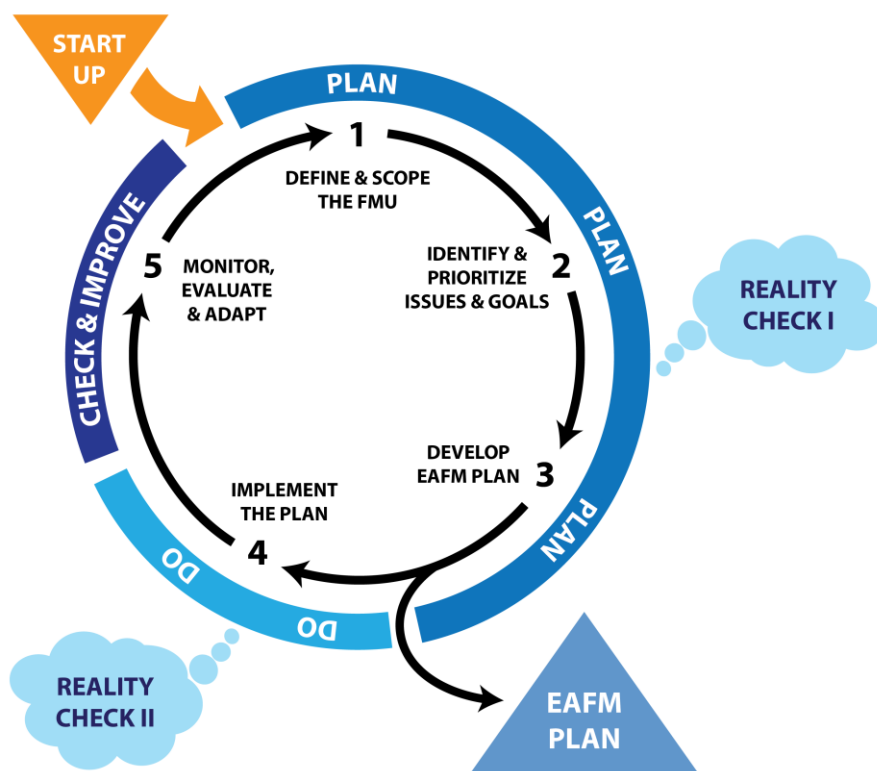 START
UP
PLAN
1
DEFINE & SCOPE
THE FMU
PLAN
2
IDENTIFY &
PRIORITIZE
ISSUES & GOALS
REALITY
CHECK I
3
DEVELOP
EAFM PLAN
PLAN
EAFM
PLAN
4
IMPLEMENT
THE PLAN
DO
DO
REALITY
CHECK II
5
MONITOR,
EVALUATE
& ADAPT
CHECK & IMPROVE